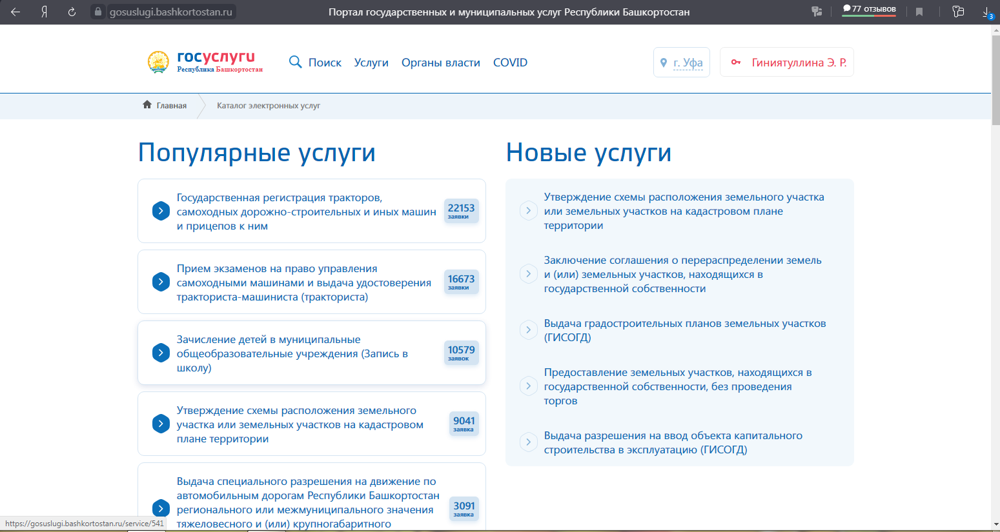 gosuslugi.bashkortostan.ru
Портал государственных и муниципальных услуг Республики Башкортостан
77 отзывов
3
госуслуги
Республика Башкортостан
Поиск
Услуги
Органы власти
COVID
г. Уфа
Гиниятуллина Э. Р.
Главная
Каталог электронных услуг
Популярные услуги
Государственная регистрация тракторов,
самоходных дорожно-строительных и иных машин
и прицепов к ним
22153
заявки
Прием экзаменов на право управления
самоходными машинами и выдача удостоверения
тракториста-машиниста (тракториста)
16673
заявки
Зачисление детей в муниципальные
общеобразовательные учреждения (Запись в
школу)
10579
заявок
Утверждение схемы расположения земельного
участка или земельных участков на кадастровом
плане территории
9041
заявка
Выдача специального разрешения на движение по
автомобильным дорогам Республики Башкортостан
регионального или межмуниципального значения
тяжеловесного и (или) крупногабаритного
3091
заявка
Новые услуги
Утверждение схемы расположения земельного участка
или земельных участков на кадастровом плане
территории
Заключение соглашения о перераспределении земель
и (или) земельных участков, находящихся в
государственной собственности
Выдача градостроительных планов земельных участков
(ГИСОГД)
Предоставление земельных участков, находящихся в
государственной собственности, без проведения
торгов
Выдача разрешения на ввод объекта капитального
строительства в эксплуатацию (ГИСОГД)
https://gosuslugi.bashkortostan.ru/service/541